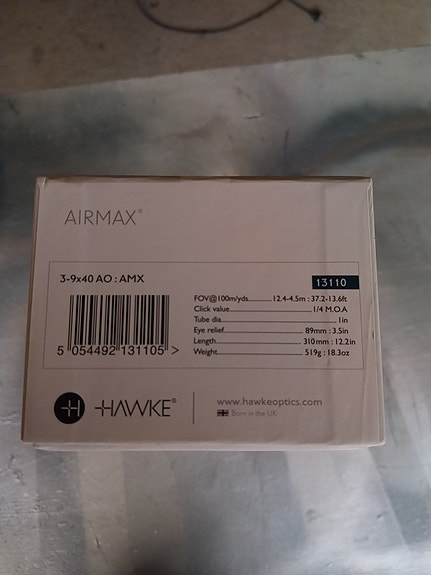 AIRMAX®
3-9x40 AO : AMX
13110
FOV@100m/yds. 12.4-4.5m : 37.2-13.6ft
Click value 1/4 M.O.A
Tube dia. 1in
Eye relief 89mm : 3.5in
Length 310mm : 12.2in
Weight 519g : 18.3oz
5 054492 131105 >
H HAWKE®
www.hawkeoptics.com
Born in the UK